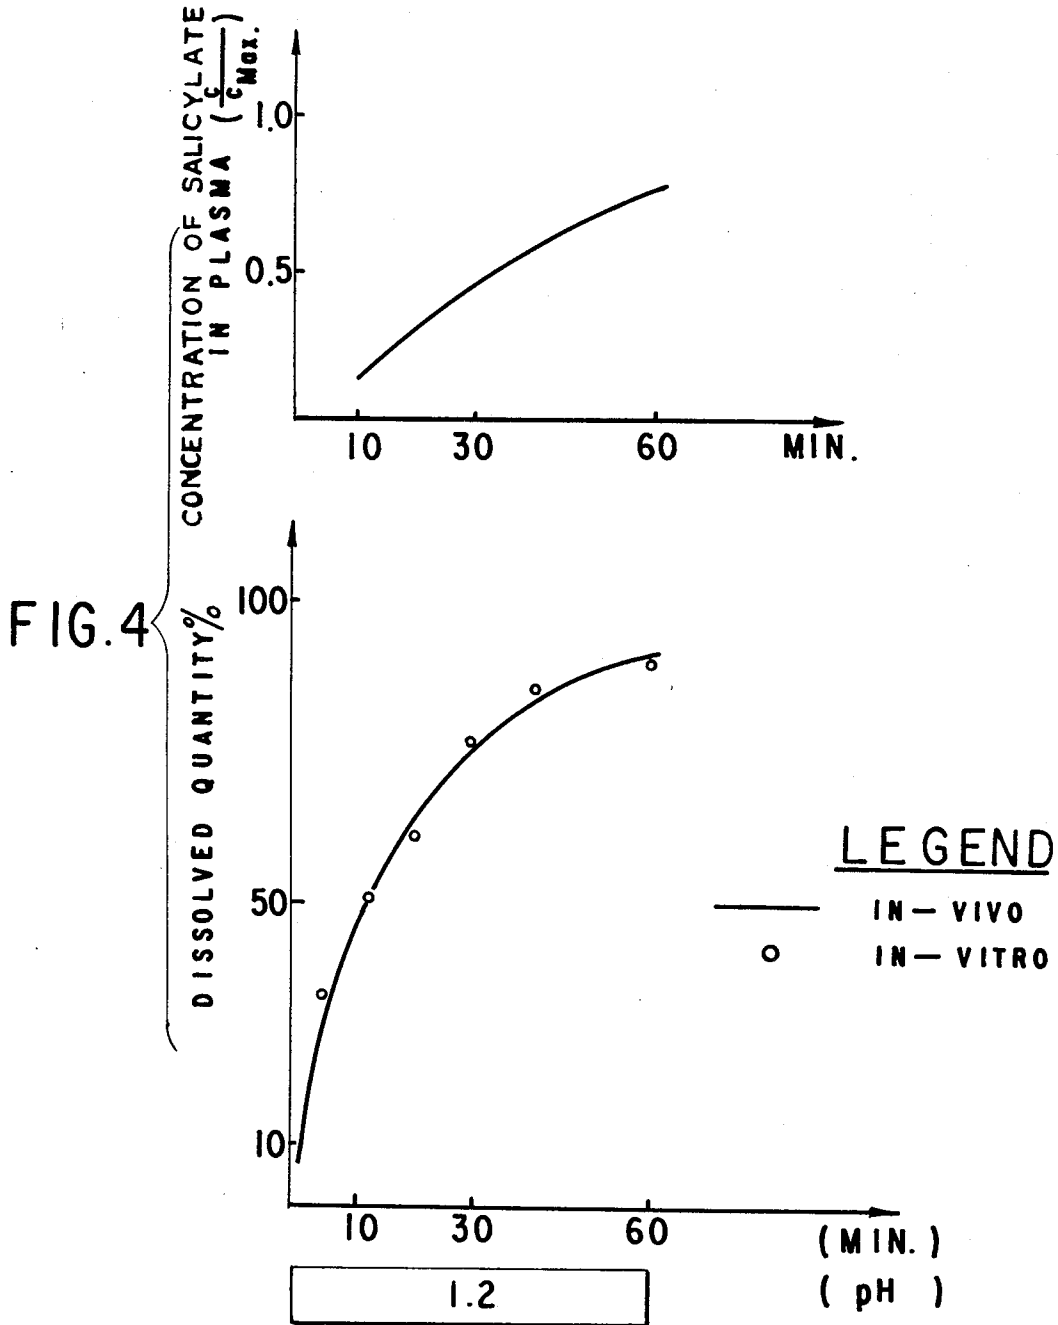 FIG. 4
CONCENTRATION OF SALICYLATE
IN PLASMA (c/cMax.)
1.0
0.5
10 30 60 MIN.
DISSOLVED QUANTITY%
100
50
10
10 30 60 (MIN.)
1.2 ( pH )
LEGEND
IN-VIVO
IN-VITRO